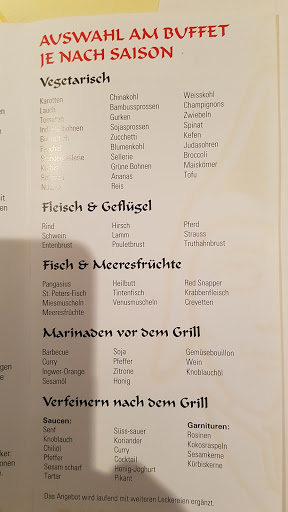 AUSWAHL AM BUFFET
JE NACH SAISON
Vegetarisch
Karotten Chinakohl Weisskohl
Lauch Bambussprossen Champignons
Tomaten Gurken Zwiebeln
Sojasprossen Spinat
Zucchetti Kefen
Blumenkohl Judasohren
Sellerie Broccoli
Grüne Bohnen Maiskörner
Ananas Tofu
Reis
Fleisch & Geflügel
Rind Hirsch Pferd
Schwein Lamm Strauss
Entenbrust Pouletbrust Truthahnbrust
Fisch & Meeresfrüchte
Pangasius Heilbutt Red Snapper
St. Peters-Fisch Tintenfisch Krabbenfleisch
Miesmuscheln Venusmuscheln Crevetten
Meeresfrüchte
Marinaden vor dem Grill
Barbecue Soja Gemüsebouillon
Curry Pfeffer Wein
Ingwer-Orange Zitronen Knoblauchöl
Sesamöl Honig
Verfeinern nach dem Grill
Saucen: Süss-sauer Garnituren:
Senf Koriander Rosinen
Knoblauch Curry Kokosraspeln
Chiliöl Cocktail Sesamkerne
Pfeffer Honig-Joghurt Kürbiskerne
Sesam scharf Pikant
Tartar
Das Angebot wird laufend mit weiteren Leckereien ergänzt.